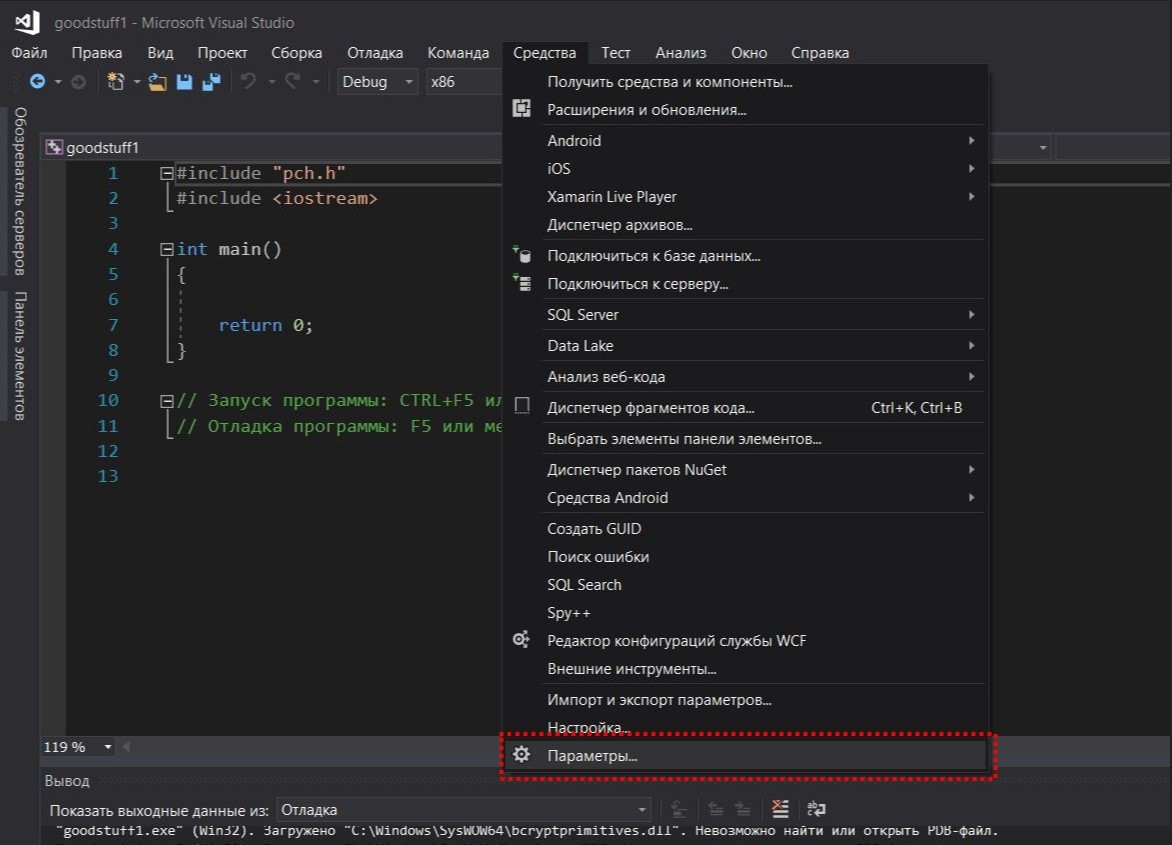 goodstuff1 - Microsoft Visual Studio
Файл Правка Вид Проект Сборка Отладка Команда Средства Тест Анализ Окно Справка
Debug x86
Обозреватель серверов
Панель элементов
goodstuff1
1 #include "pch.h"
2 #include <iostream>
3
4 int main()
5 {
6
7 return 0;
8 }
9
10 // Запуск программы: CTRL+F5 ил
11 // Отладка программы: F5 или ме
12
13
Получить средства и компоненты...
Расширения и обновления...
Android
iOS
Xamarin Live Player
Диспетчер архивов...
Подключиться к базе данных...
Подключиться к серверу...
SQL Server
Data Lake
Анализ веб-кода
Диспетчер фрагментов кода... Ctrl+K, Ctrl+B
Выбрать элементы панели элементов...
Диспетчер пакетов NuGet
Средства Android
Создать GUID
Поиск ошибки
SQL Search
Spy++
Редактор конфигураций службы WCF
Внешние инструменты...
Импорт и экспорт параметров...
Настройка...
Параметры...
119 %
Вывод
Показать выходные данные из: Отладка
"goodstuff1.exe" (Win32). Загружено "C:\Windows\SysWOW64\bcryptprimitives.dll". Невозможно найти или открыть PDB-файл.